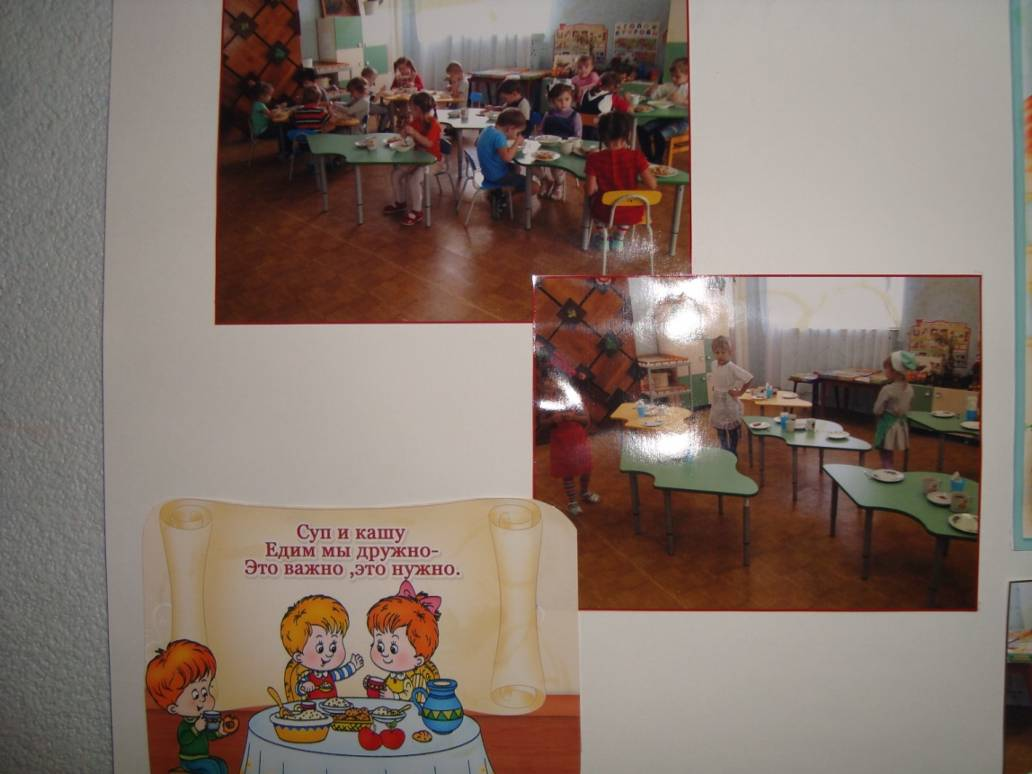 Суп и кашу
Едим мы дружно-
Это важно ,это нужно.